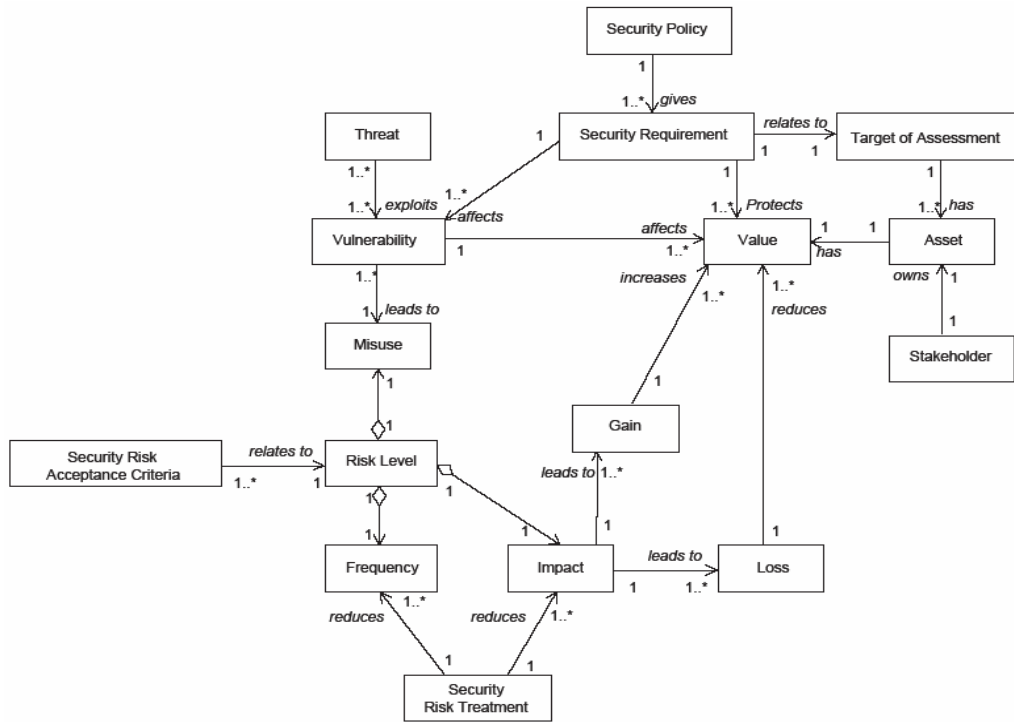 Security Policy
1
1..*
gives
Threat
Security Requirement
relates to
Target of Assessment
1
1
1
1..*
1
1
1..*
exploits
1..*
affects
1..*
Protects
1..*
has
Vulnerability
1
affects
1..*
Value
1
has
1
Asset
1..*
leads to
1
increases
1..*
1..*
reduces
owns
1
Misuse
1
Stakeholder
1
1
Gain
1
Security Risk
Acceptance Criteria
relates to
1..*
1
Risk Level
1
leads to
1..*
1
1
1
1
1
Frequency
Impact
leads to
1
1..*
Loss
1..*
reduces
1..*
reduces
1
1
Security
Risk Treatment